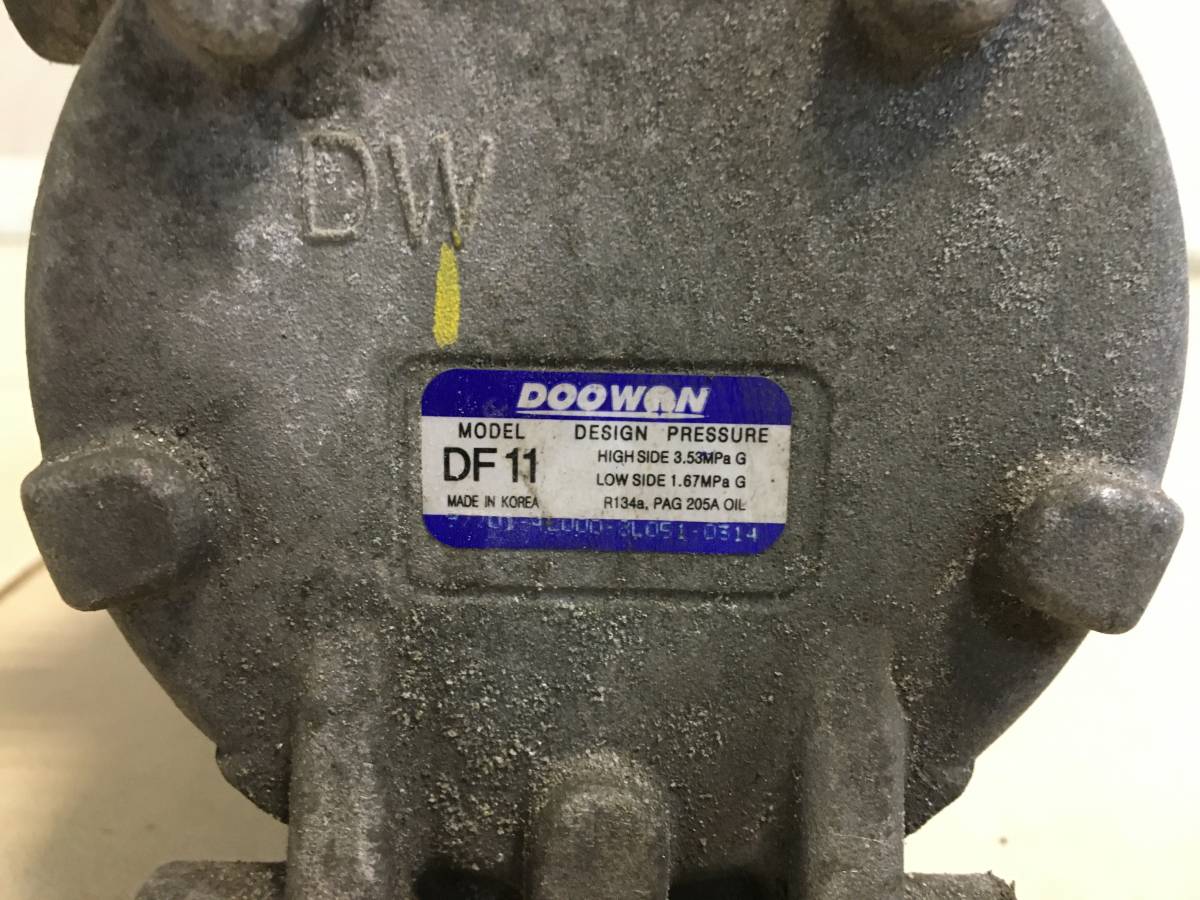 DW
DOOWON
MODEL
DF 11
MADE IN KOREA
DESIGN PRESSURE
HIGH SIDE 3.53MPa G
LOW SIDE 1.67MPa G
R134a, PAG 205A OIL